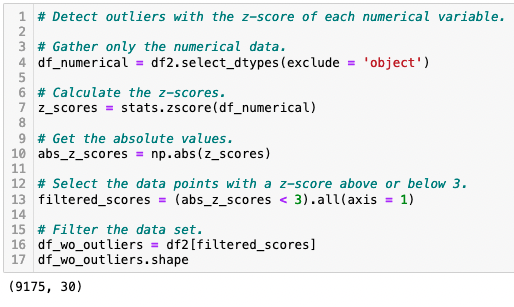 1 # Detect outliers with the z-score of each numerical variable.
2
3 # Gather only the numerical data.
4 df_numerical = df2.select_dtypes(exclude = 'object')
5
6 # Calculate the z-scores.
7 z_scores = stats.zscore(df_numerical)
8
9 # Get the absolute values.
10 abs_z_scores = np.abs(z_scores)
11
12 # Select the data points with a z-score above or below 3.
13 filtered_scores = (abs_z_scores < 3).all(axis = 1)
14
15 # Filter the data set.
16 df_wo_outliers = df2[filtered_scores]
17 df_wo_outliers.shape
(9175, 30)